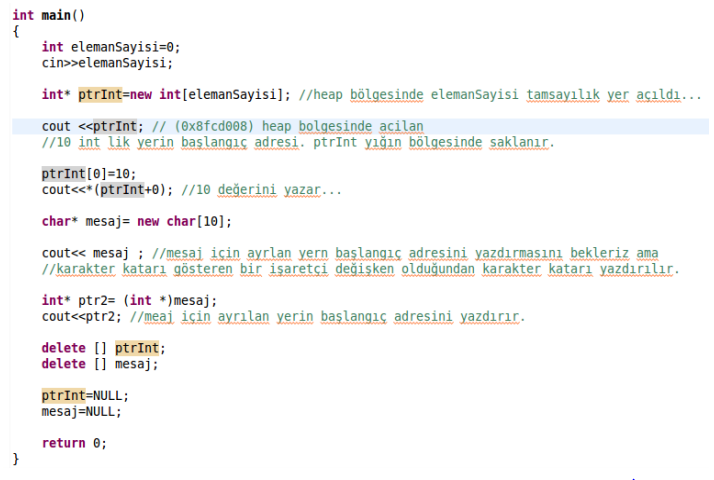 int main()
{
int elemanSayisi=0;
cin>>elemanSayisi;
int* ptrInt=new int[elemanSayisi]; //heap bölgesinde elemanSayisi tamsayılık yer açıldı...
cout <<ptrInt; // (0x8fcd008) heap bolgesinde acilan
//10 int lik yerin başlangıç adresi. ptrInt yığın bölgesinde saklanır.
ptrInt[0]=10;
cout<<*(ptrInt+0); //10 değerini yazar...
char* mesaj= new char[10];
cout<< mesaj ; //mesaj için ayrlan yern başlangıç adresini yazdırmasını bekleriz ama
//karakter katarı gösteren bir işaretçi değişken olduğundan karakter katarı yazdırılır.
int* ptr2= (int *)mesaj;
cout<<ptr2; //meaj için ayrılan yerin başlangıç adresini yazdırır.
delete [] ptrInt;
delete [] mesaj;
ptrInt=NULL;
mesaj=NULL;
return 0;
}